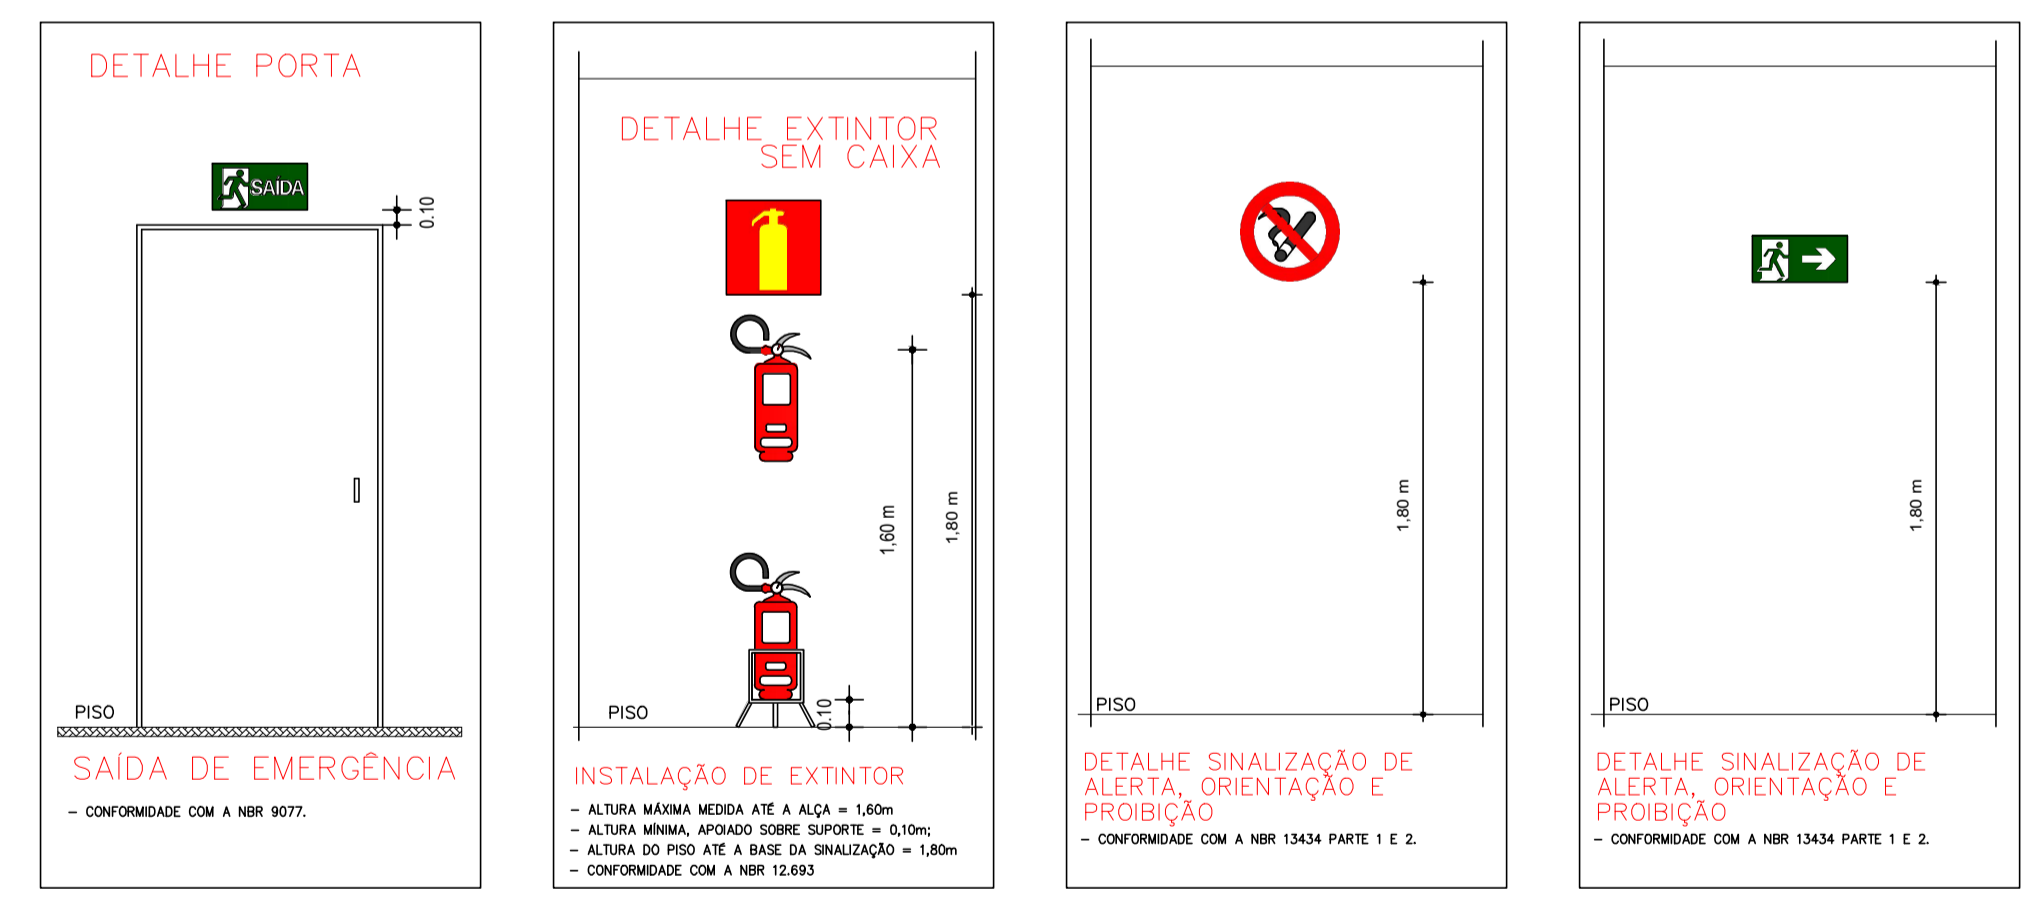 DETALHE PORTA
SAÍDA
0.10
PISO
SAÍDA DE EMERGÊNCIA
- CONFORMIDADE COM A NBR 9077.
DETALHE EXTINTOR
SEM CAIXA
1,60 m
1,80 m
0.10
PISO
INSTALAÇÃO DE EXTINTOR
- ALTURA MÁXIMA MEDIDA ATÉ A ALÇA = 1,60m
- ALTURA MÍNIMA, APOIADO SOBRE SUPORTE = 0,10m;
- ALTURA DO PISO ATÉ A BASE DA SINALIZAÇÃO = 1,80m
- CONFORMIDADE COM A NBR 12.693
1,80 m
PISO
DETALHE SINALIZAÇÃO DE
ALERTA, ORIENTAÇÃO E
PROIBIÇÃO
- CONFORMIDADE COM A NBR 13434 PARTE 1 E 2.
1,80 m
PISO
DETALHE SINALIZAÇÃO DE
ALERTA, ORIENTAÇÃO E
PROIBIÇÃO
- CONFORMIDADE COM A NBR 13434 PARTE 1 E 2.